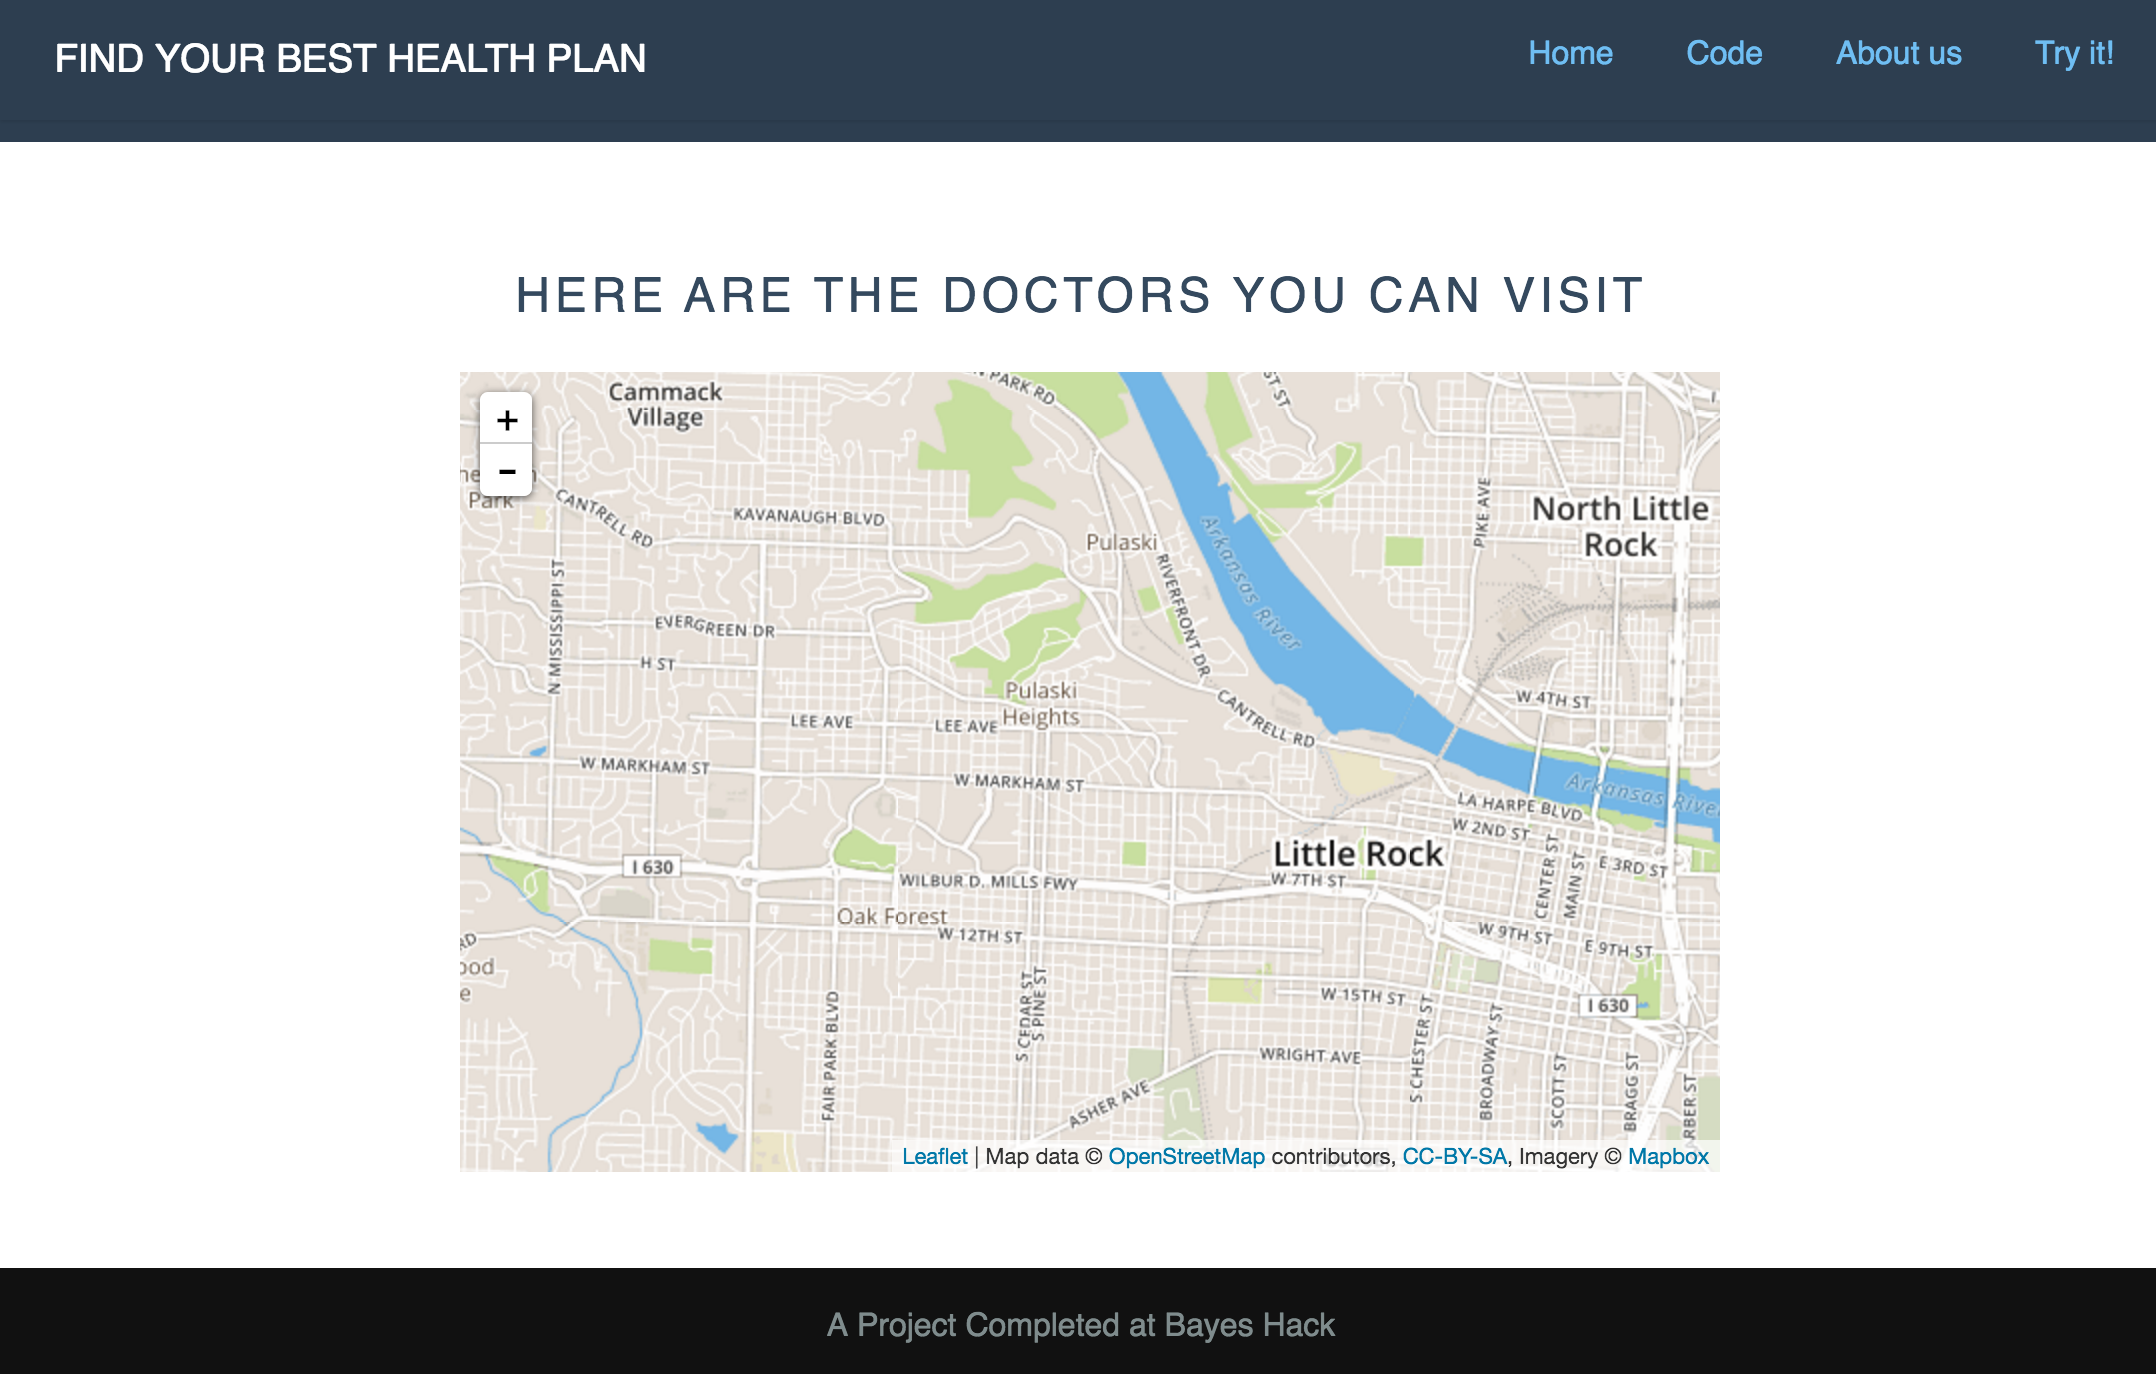 FIND YOUR BEST HEALTH PLAN
Home
Code
About us
Try it!
HERE ARE THE DOCTORS YOU CAN VISIT
+
-
Cammack
Village
PARK RD
ST ST
Park
CANTRELL RD
KAVANAUGH BLVD
Pulaski
Arkansas River
PIKE AVE
North Little
Rock
N MISSISSIPPI ST
EVERGREEN DR
H ST
RIVERFRONT DR
Pulaski
Heights
LEE AVE
LEE AVE
CANTRELL RD
W 4TH ST
W MARKHAM ST
W MARKHAM ST
Arkansas River
LA HARPE BLVD
W 2ND ST
Little Rock
W 7TH ST
CENTER ST
MAIN ST
E 3RD ST
I 630
WILBUR D. MILLS FWY
Oak Forest
W 12TH ST
W 9TH ST
E 9TH ST
RD
ood
e
FAIR PARK BLVD
S CEDAR ST
S PINE ST
W 15TH ST
S CHESTER ST
BROADWAY ST
I 630
WRIGHT AVE
SCOTT ST
BRAGG ST
RBER ST
ASHER AVE
Leaflet | Map data © OpenStreetMap contributors, CC-BY-SA, Imagery © Mapbox
A Project Completed at Bayes Hack